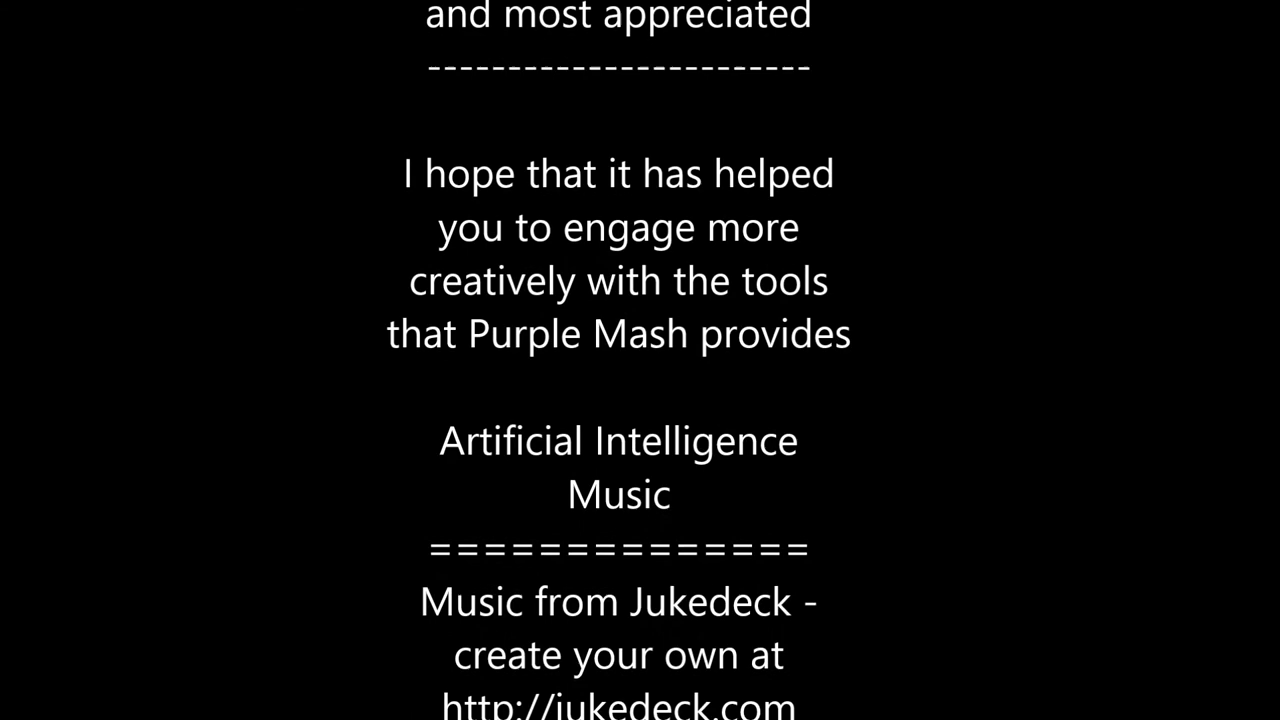 and most appreciated
------------------------
I hope that it has helped
you to engage more
creatively with the tools
that Purple Mash provides
Artificial Intelligence
Music
==============
Music from Jukedeck -
create your own at
http://jukedeck.com